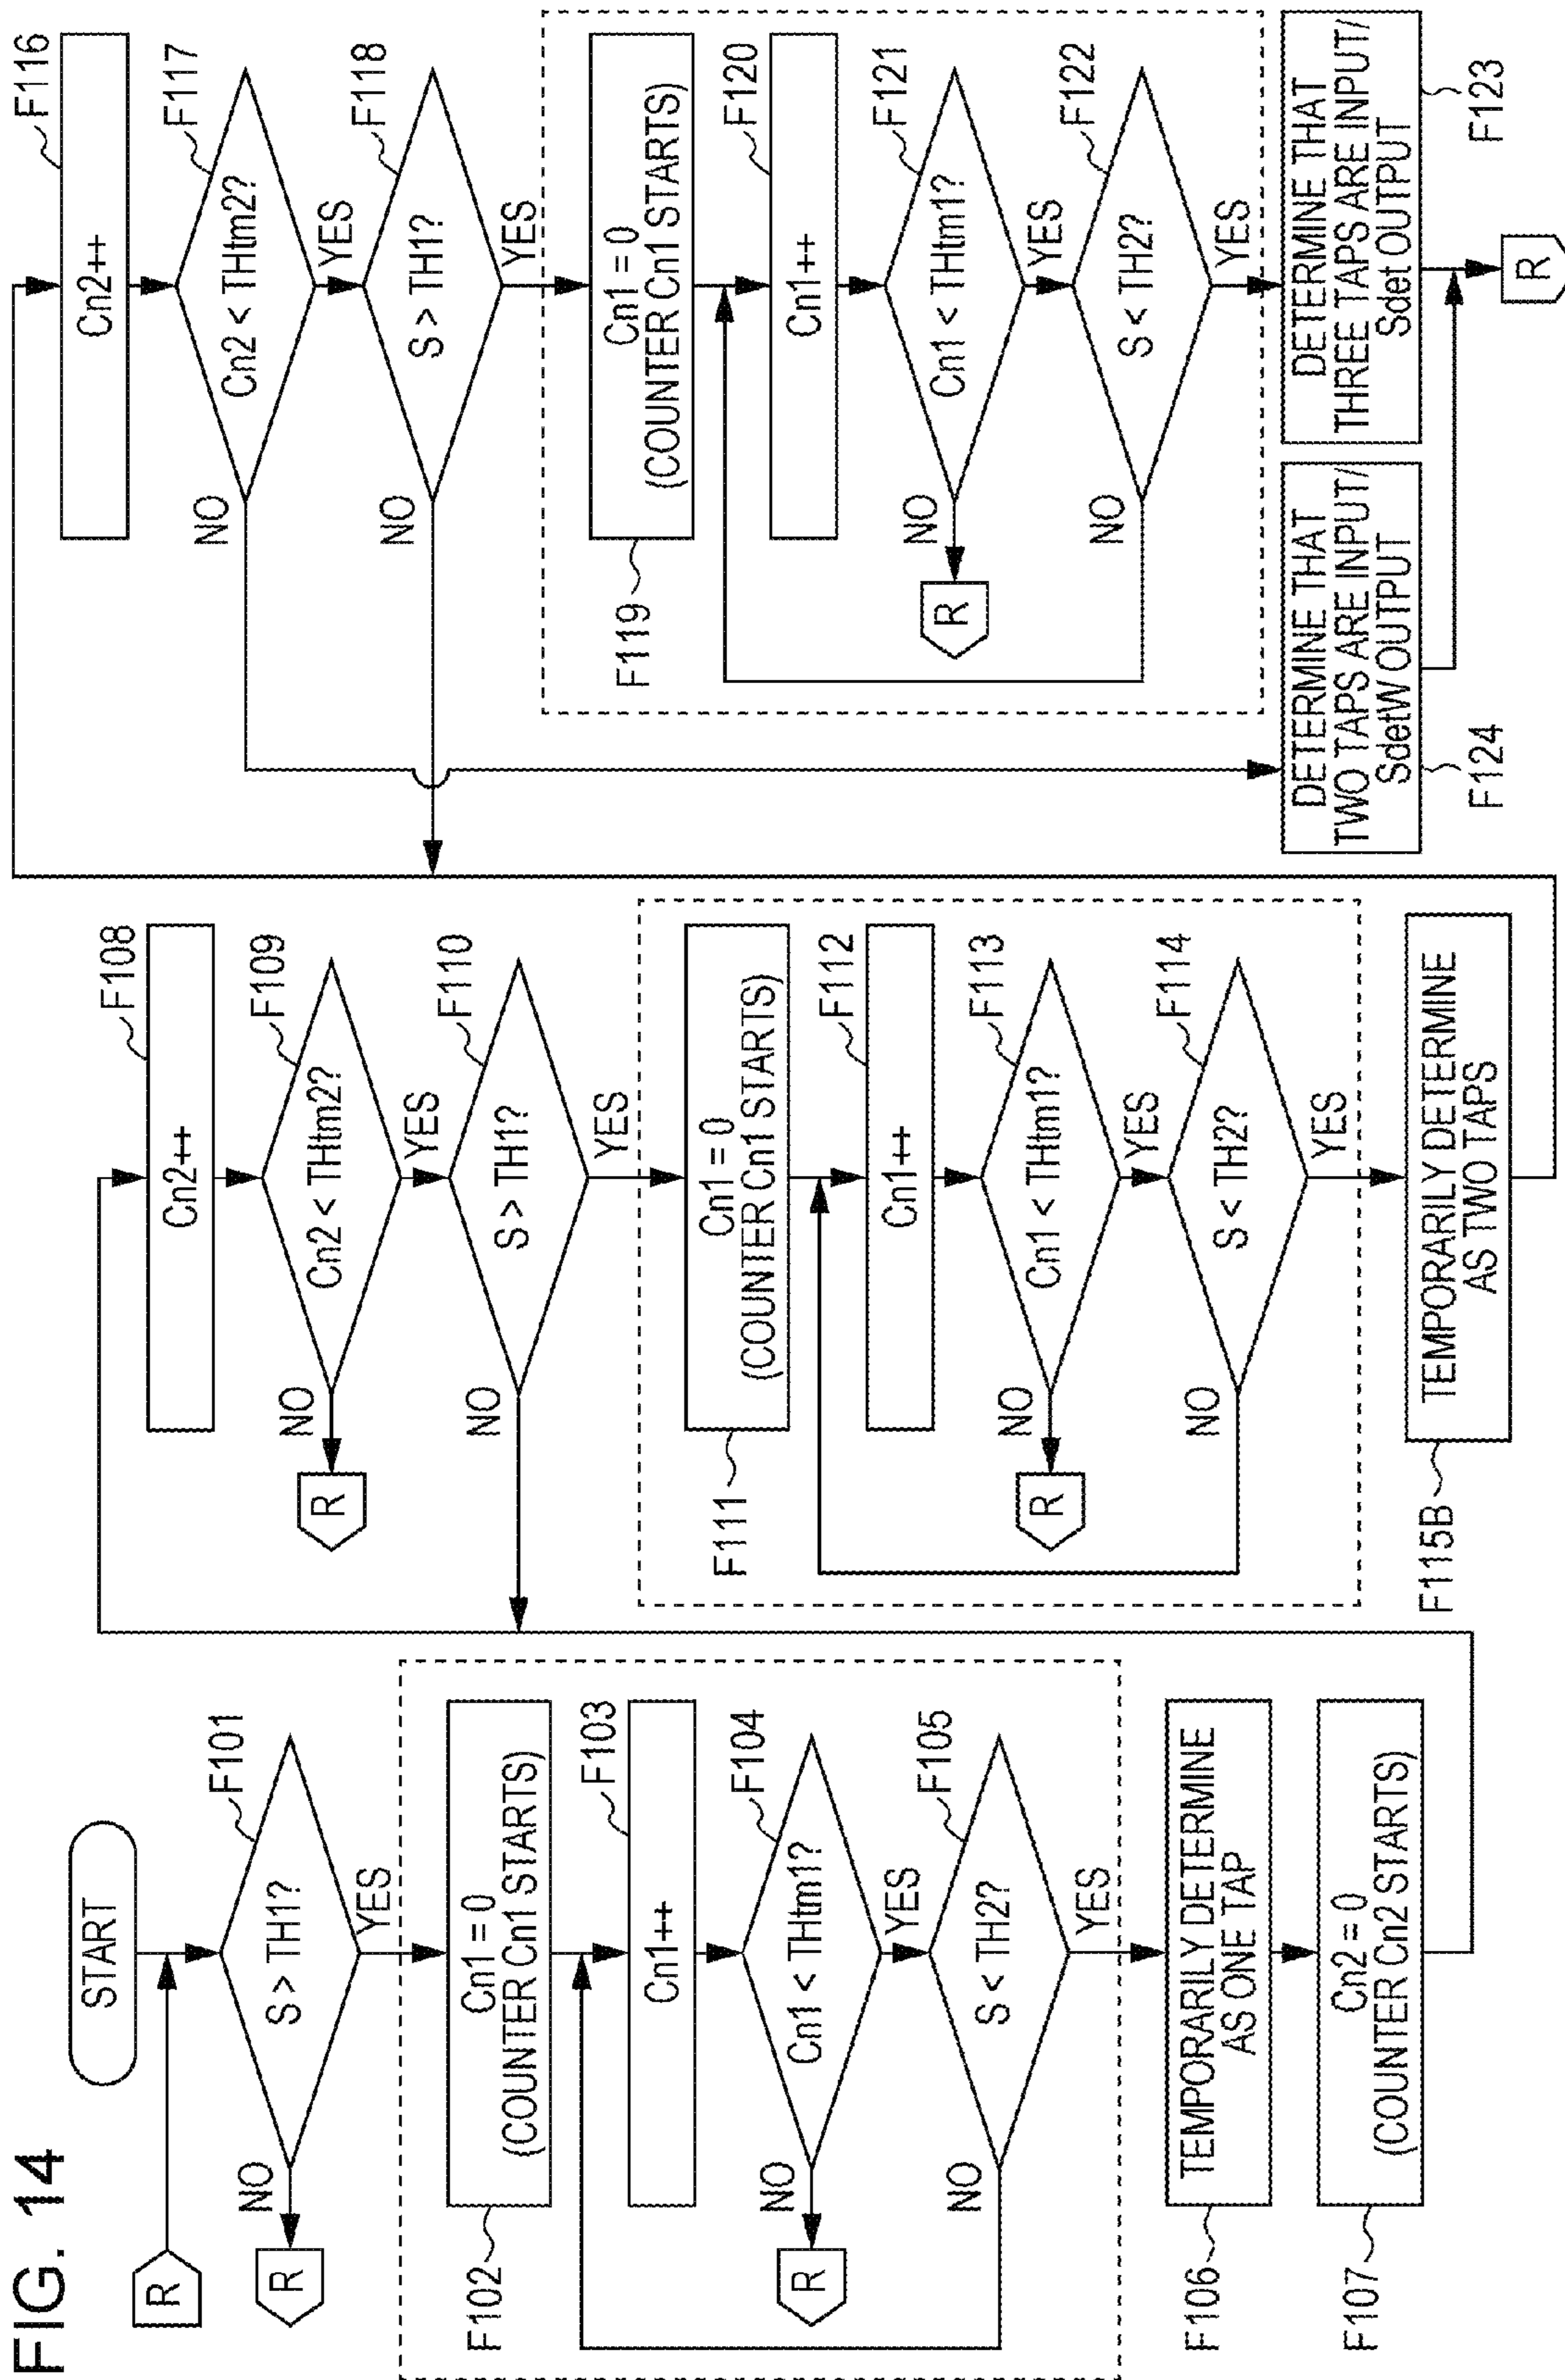 FIG. 14
START
R
F101
S > TH1?
NO
R
YES
F102
Cn1 = 0
(COUNTER Cn1 STARTS)
F103
Cn1++
F104
Cn1 < THtm1?
NO
R
YES
F105
S < TH2?
NO
YES
F106
TEMPORARILY DETERMINE
AS ONE TAP
F107
Cn2 = 0
(COUNTER Cn2 STARTS)
F108
Cn2++
F109
Cn2 < THtm2?
NO
R
YES
F110
S > TH1?
NO
YES
F111
Cn1 = 0
(COUNTER Cn1 STARTS)
F112
Cn1++
F113
Cn1 < THtm1?
NO
R
YES
F114
S < TH2?
NO
YES
F115B
TEMPORARILY DETERMINE
AS TWO TAPS
F116
Cn2++
F117
Cn2 < THtm2?
NO
YES
F118
S > TH1?
NO
YES
F119
Cn1 = 0
(COUNTER Cn1 STARTS)
F120
Cn1++
F121
Cn1 < THtm1?
NO
R
YES
F122
S < TH2?
NO
YES
DETERMINE THAT
TWO TAPS ARE INPUT/
SdetW OUTPUT
F124
DETERMINE THAT
THREE TAPS ARE INPUT/
Sdet OUTPUT
F123
R